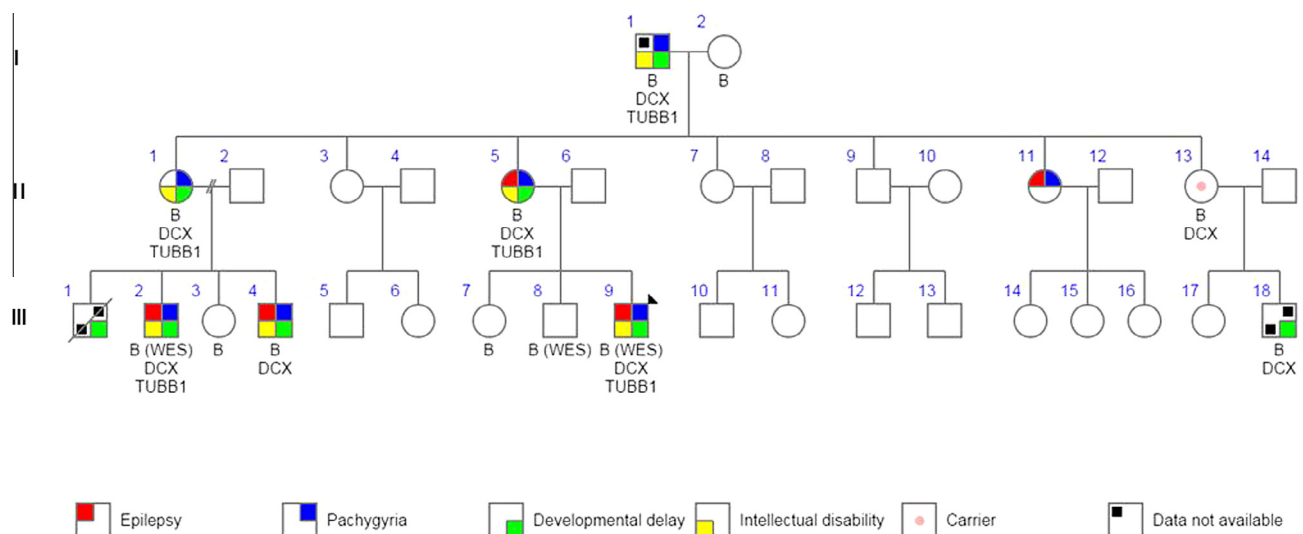 1 2
I
B B
DCX
TUBB1
1 2 3 4 5 6 7 8 9 10 11 12 13 14
II
B B B
DCX DCX DCX
TUBB1 TUBB1
1 2 3 4 5 6 7 8 9 10 11 12 13 14 15 16 17 18
III
B (WES) B B B B (WES) B (WES) B
DCX DCX DCX DCX
TUBB1 TUBB1
Epilepsy Pachygyria Developmental delay Intellectual disability Carrier Data not available